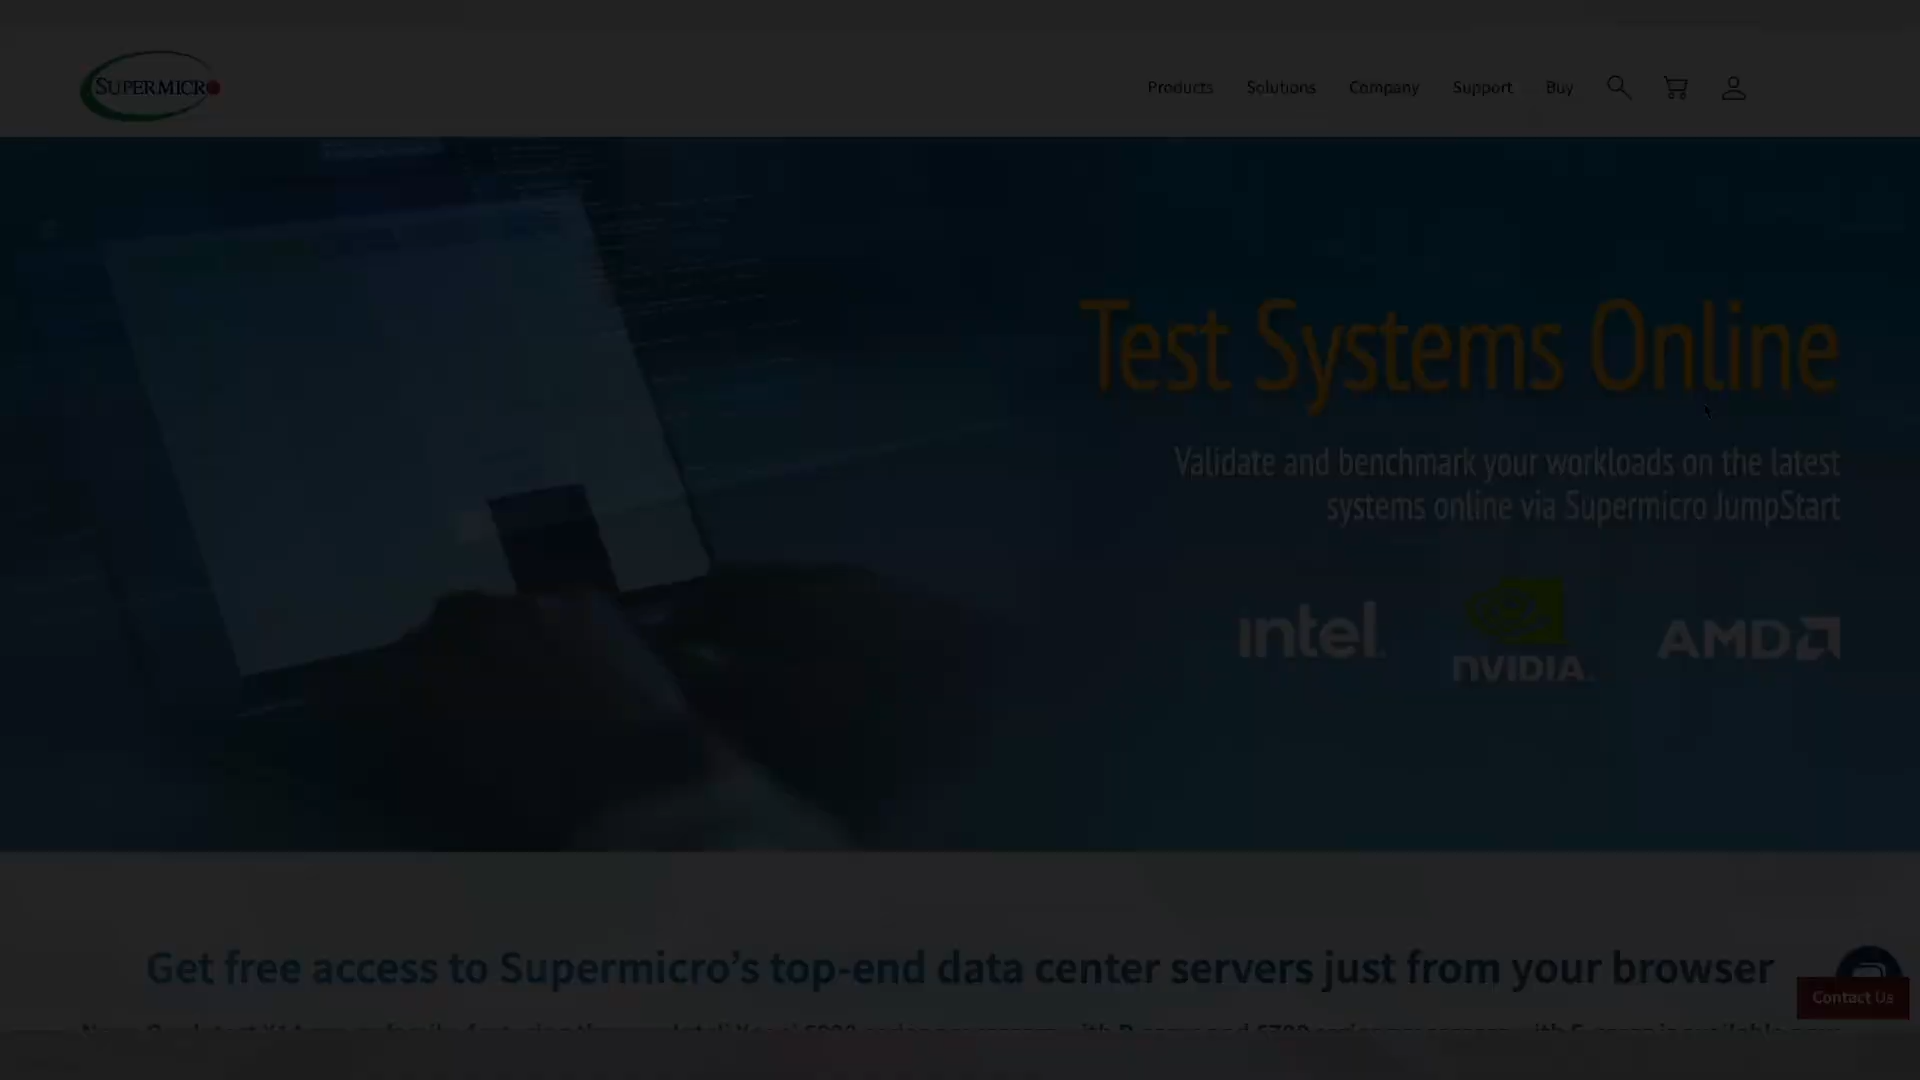 SUPERMICR
Products Solutions Company Support Buy
Test Systems Online
Validate and benchmark your workloads on the latest
systems online via Supermicro JumpStart
intel
NVIDIA
AMD
Get free access to Supermicro's top-end data center servers just from your browser
Contact Us